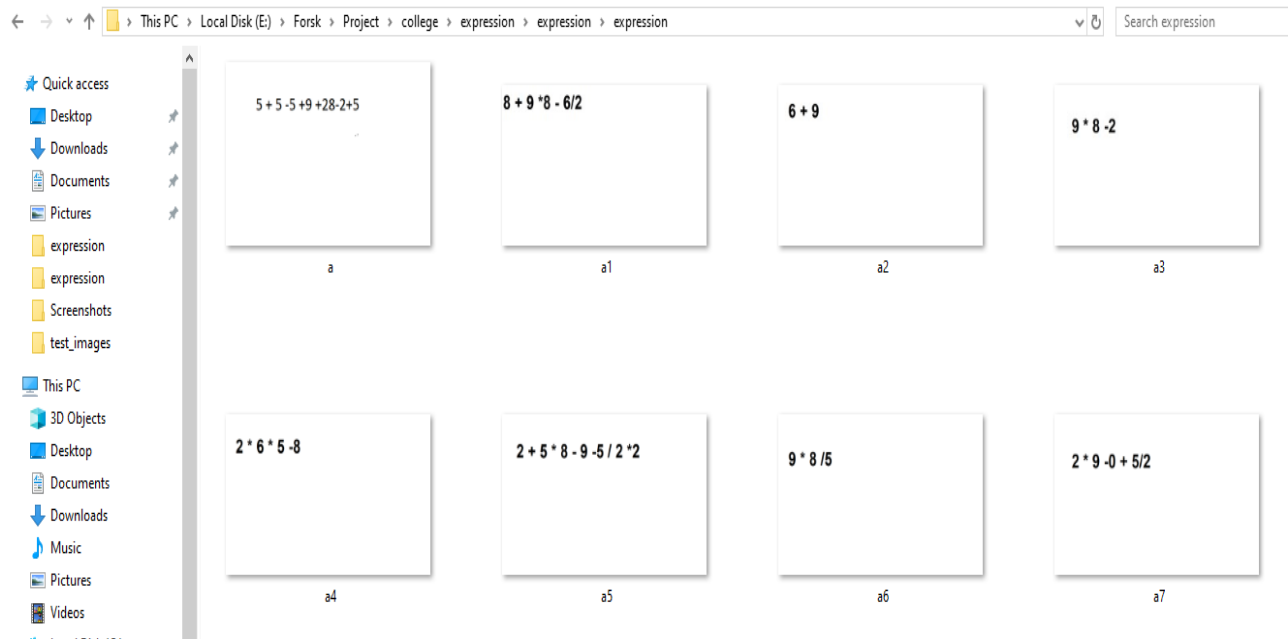 This PC > Local Disk (E:) > Forsk > Project > college > expression > expression > expression
Search expression
Quick access
Desktop
Downloads
Documents
Pictures
expression
expression
Screenshots
test_images
This PC
3D Objects
Desktop
Documents
Downloads
Music
Pictures
Videos
5 + 5 -5 +9 +28-2+5
a
8 + 9 *8 - 6/2
a1
6 + 9
a2
9 * 8 -2
a3
2 * 6 * 5 -8
a4
2 + 5 * 8 - 9 -5 / 2 *2
a5
9 * 8 /5
a6
2 * 9 -0 + 5/2
a7